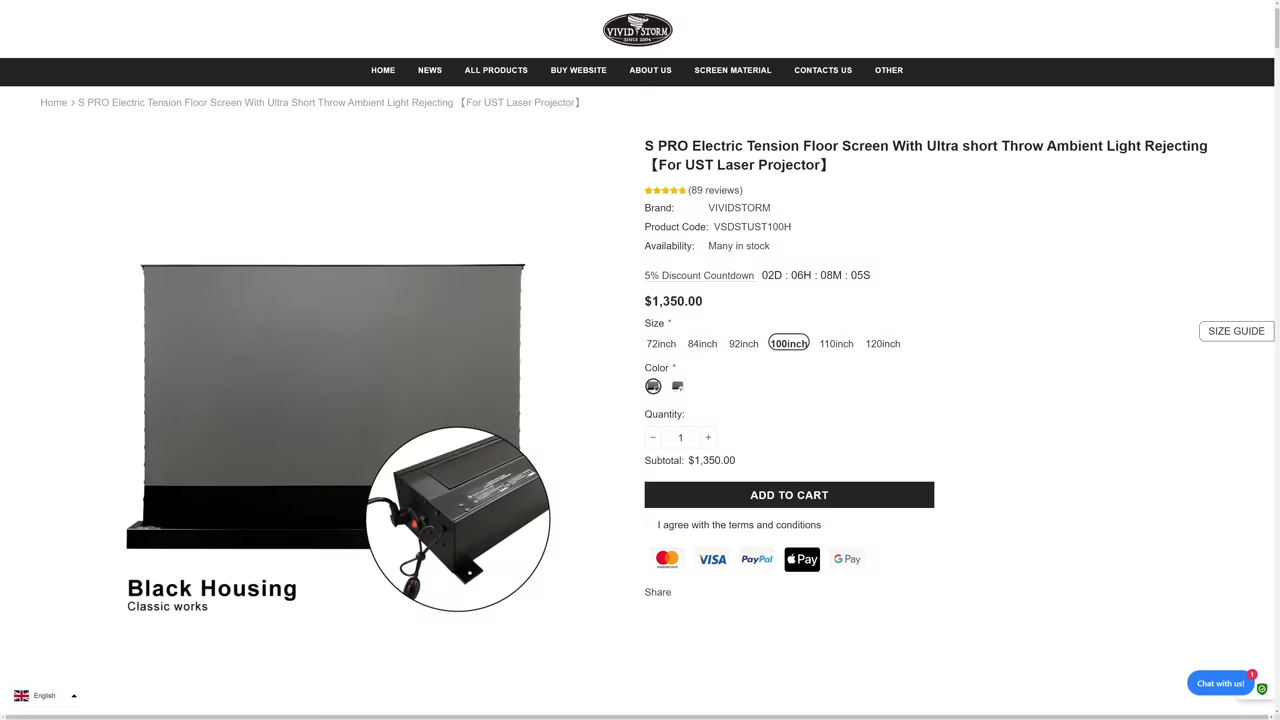 VIVID STORM
SINCE 2004
HOME NEWS ALL PRODUCTS BUY WEBSITE ABOUT US SCREEN MATERIAL CONTACTS US OTHER
Home > S PRO Electric Tension Floor Screen With Ultra Short Throw Ambient Light Rejecting 【For UST Laser Projector】
S PRO Electric Tension Floor Screen With Ultra short Throw Ambient Light Rejecting
【For UST Laser Projector】
(89 reviews)
Brand: VIVIDSTORM
Product Code: VSDSTUST100H
Availability: Many in stock
5% Discount Countdown 02D : 06H : 08M : 05S
$1,350.00
Size *
72inch 84inch 92inch 100inch 110inch 120inch
SIZE GUIDE
Color *
Quantity:
− 1 +
Subtotal: $1,350.00
ADD TO CART
I agree with the terms and conditions
mastercard VISA PayPal Pay G Pay
Share
Black Housing
Classic works
English
Chat with us!
1